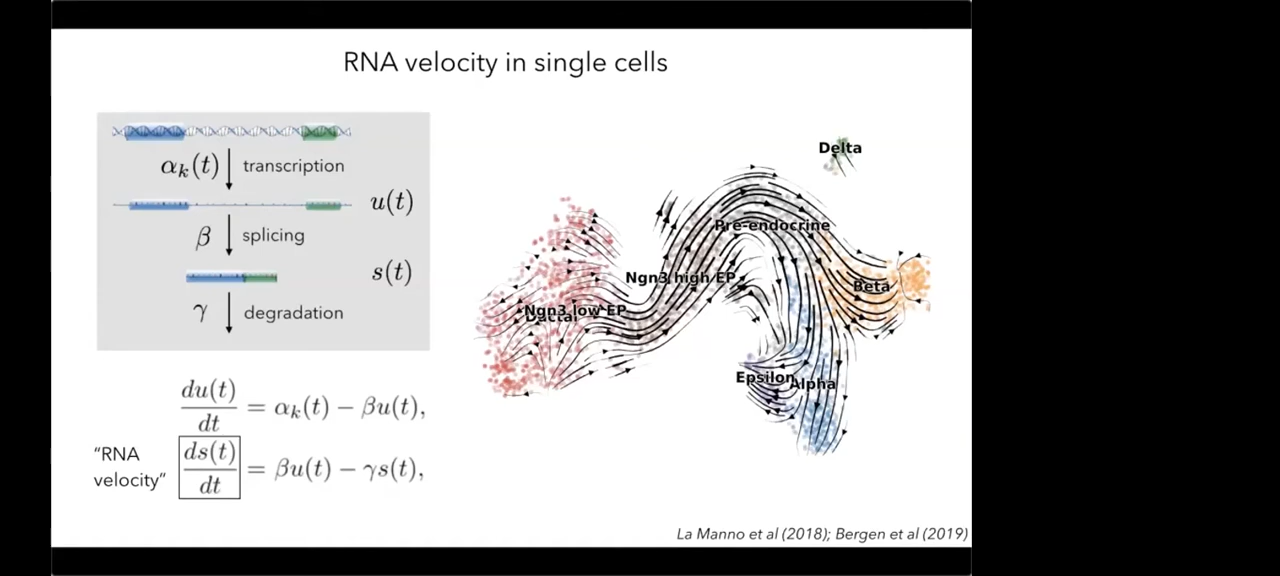 RNA velocity in single cells
αₖ(t) transcription
u(t)
β splicing
s(t)
γ degradation
du(t)/dt = αₖ(t) − βu(t),
"RNA velocity" ds(t)/dt = βu(t) − γs(t),
Delta
Pre-endocrine
Ngn3 high EP
Beta
Ngn3 low EP
Ductal
Epsilon
Alpha
La Manno et al (2018); Bergen et al (2019)